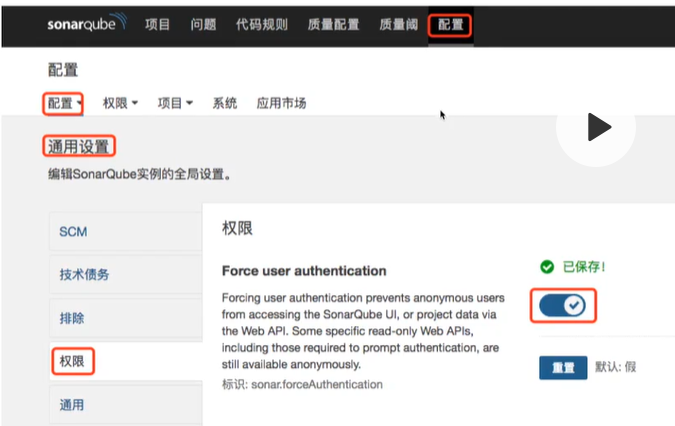 sonarqube 项目 问题 代码规则 质量配置 质量阈 配置
配置
配置 权限 项目 系统 应用市场
通用设置
编辑SonarQube实例的全局设置。
SCM
技术债务
排除
权限
通用
权限
Force user authentication
Forcing user authentication prevents anonymous users
from accessing the SonarQube UI, or project data via
the Web API. Some specific read-only Web APIs,
including those required to prompt authentication, are
still available anonymously.
标识: sonar.forceAuthentication
已保存!
重置 默认: 假